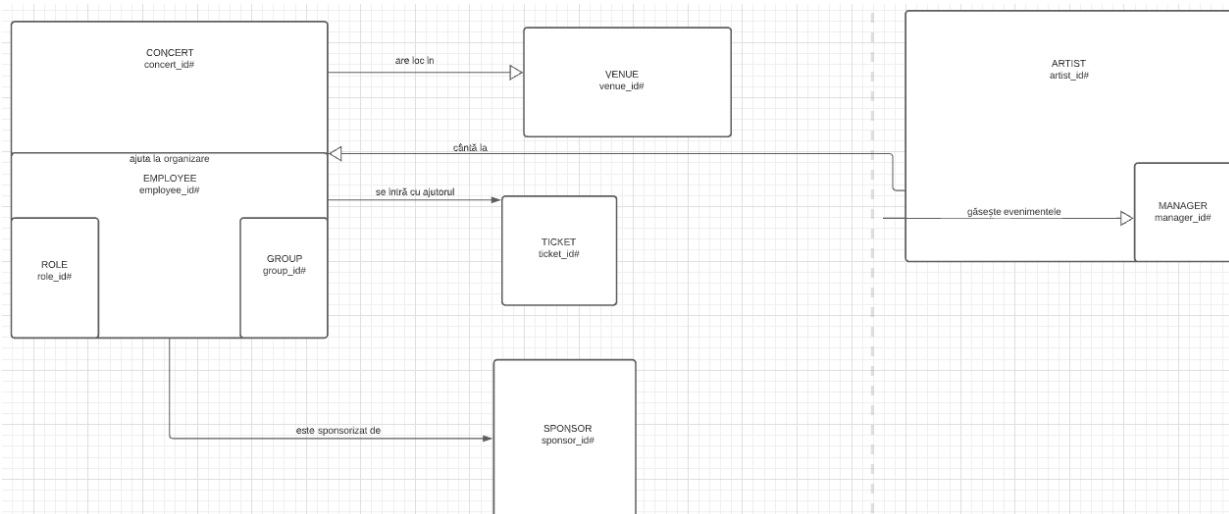 CONCERT
concert_id#
are loc în
VENUE
venue_id#
ARTIST
artist_id#
cântă la
ajuta la organizare
EMPLOYEE
employee_id#
se intră cu ajutorul
ROLE
role_id#
GROUP
group_id#
TICKET
ticket_id#
găsește evenimentele
MANAGER
manager_id#
este sponsorizat de
SPONSOR
sponsor_id#